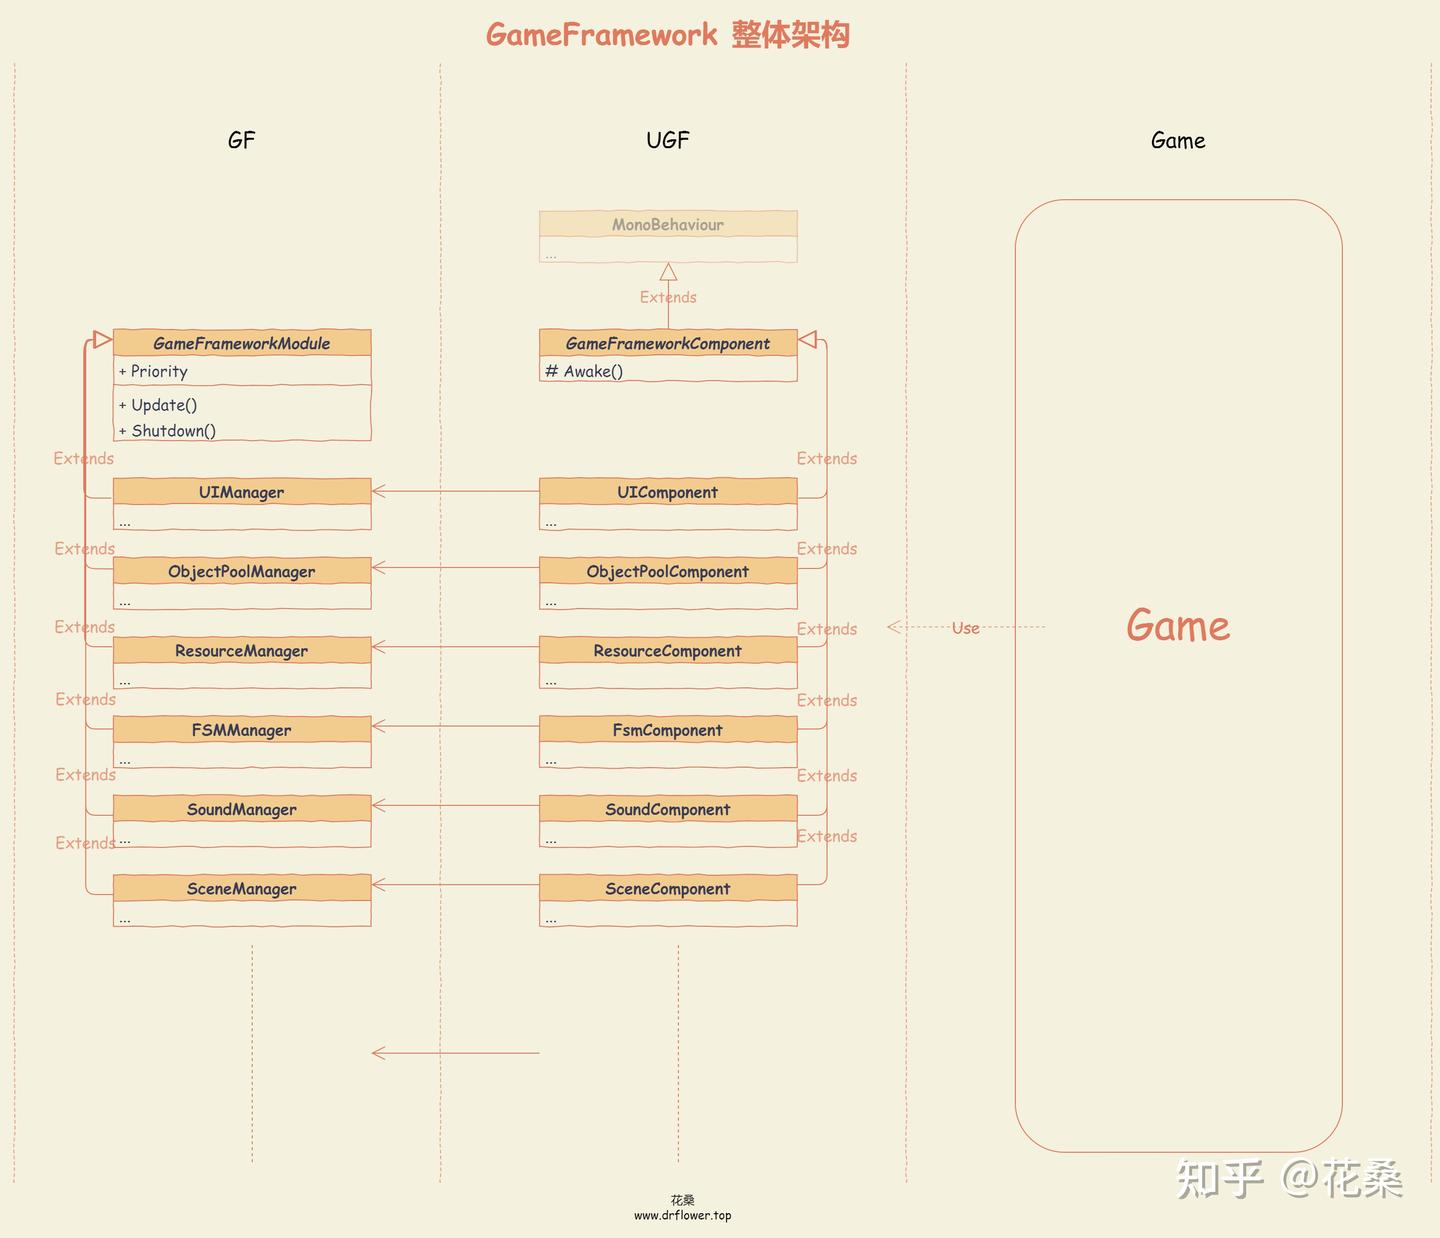 GameFramework 整体架构
GF
UGF
Game
MonoBehaviour
...
Extends
GameFrameworkModule
+ Priority
+ Update()
+ Shutdown()
GameFrameworkComponent
# Awake()
Extends
Extends
UIManager
...
UIComponent
...
Extends
Extends
ObjectPoolManager
...
ObjectPoolComponent
...
Extends
Extends
Use
Game
ResourceManager
...
ResourceComponent
...
Extends
Extends
FSMManager
...
FsmComponent
...
Extends
Extends
SoundManager
...
SoundComponent
...
Extends
Extends
SceneManager
...
SceneComponent
...
知乎 @花桑
花桑
www.drflower.top